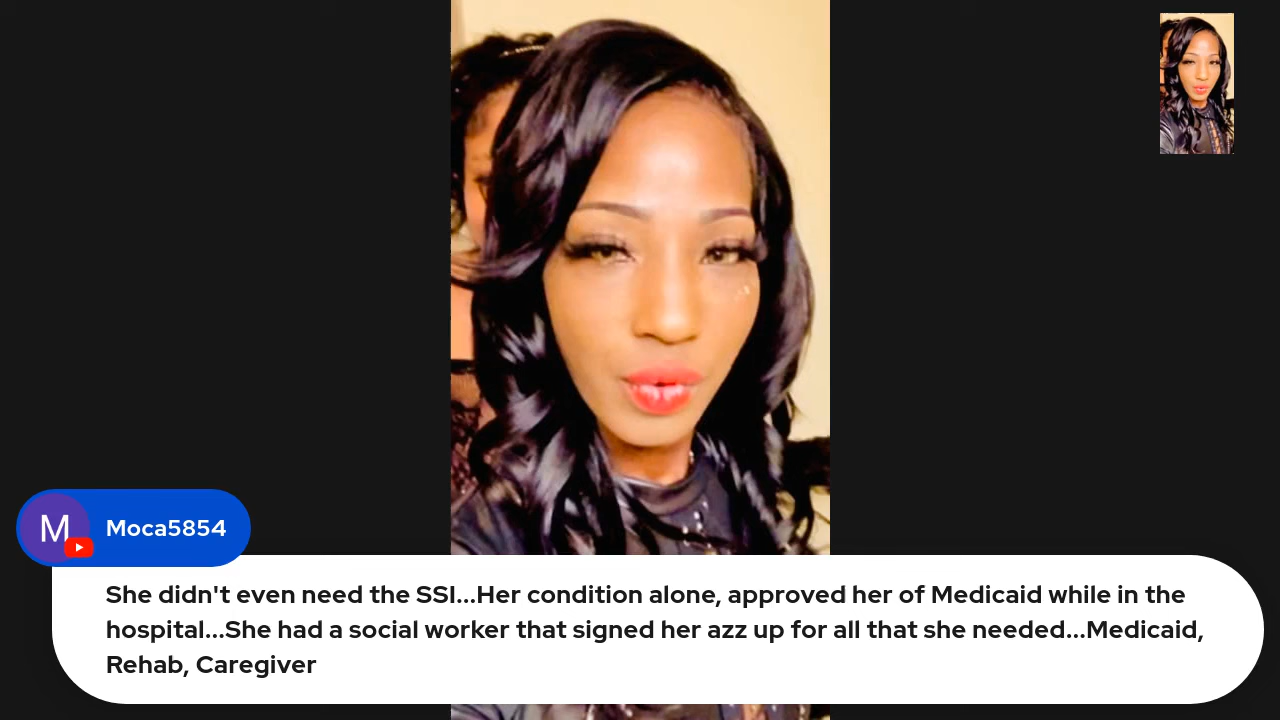 M
Moca5854
She didn't even need the SSI...Her condition alone, approved her of Medicaid while in the
hospital...She had a social worker that signed her azz up for all that she needed...Medicaid,
Rehab, Caregiver